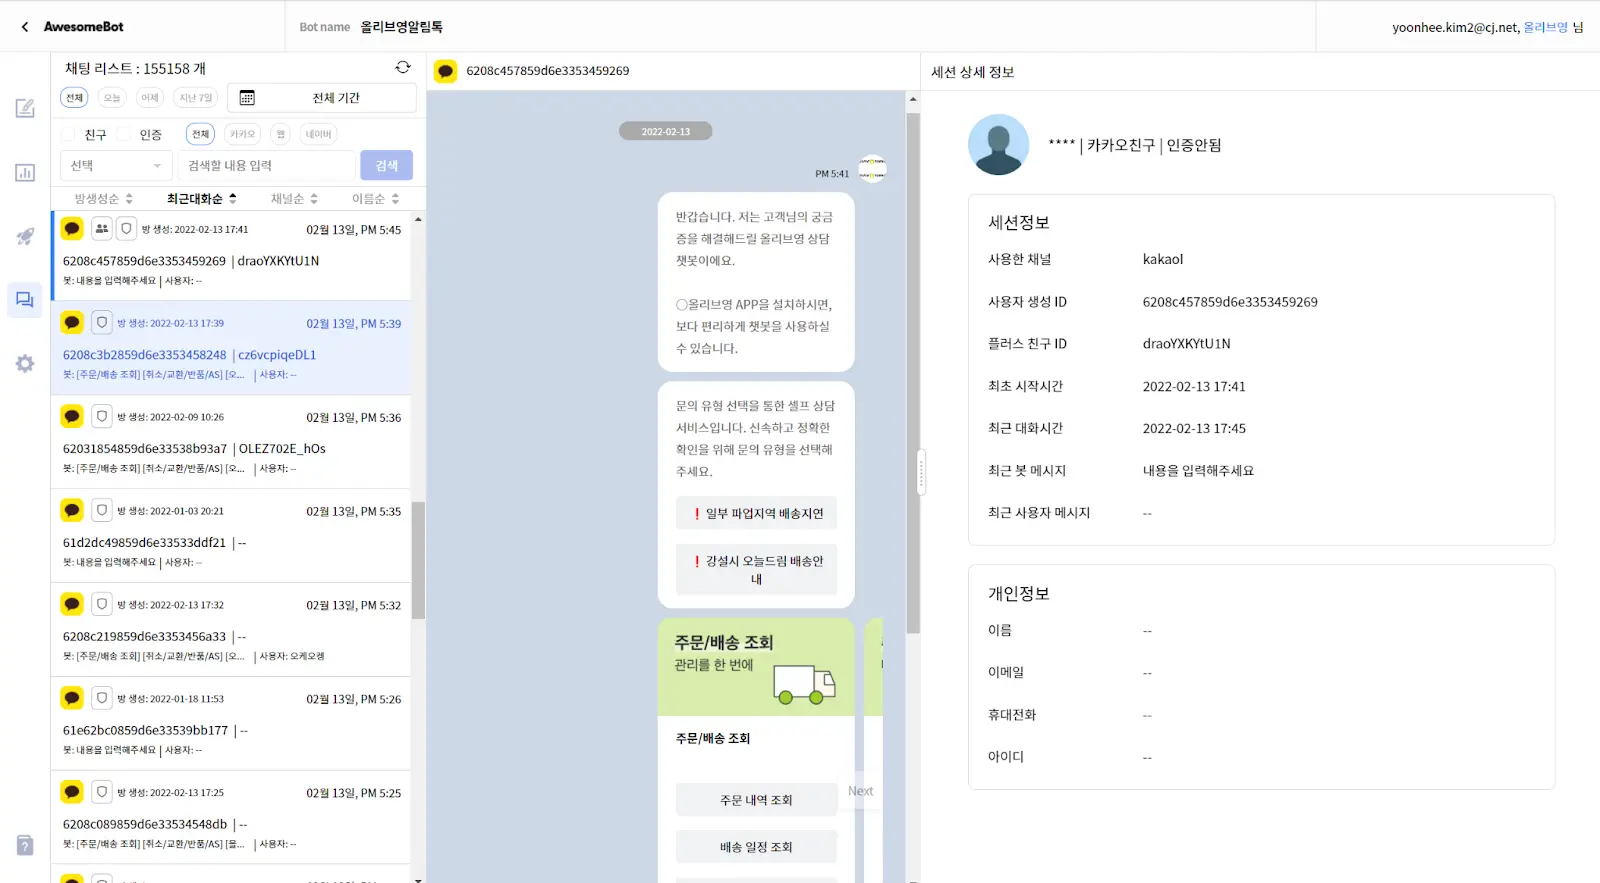 AwesomeBot
Bot name 올리브영알림톡
yoonhee.kim2@cj.net, 올리브영 님
채팅 리스트 : 155158 개
전체 오늘 어제 지난 7일 전체 기간
친구 인증 전체 카카오 웹 네이버
선택 검색할 내용 입력 검색
방생성순 최근대화순 채널순 이름순
방 생성: 2022-02-13 17:41 02월 13일, PM 5:45
6208c457859d6e3353459269 | draoYXKYtU1N
봇: 내용을 입력해주세요 | 사용자: --
방 생성: 2022-02-13 17:39 02월 13일, PM 5:39
6208c3b2859d6e3353458248 | cz6vcpiqeDL1
봇: [주문/배송 조회] [취소/교환/반품/AS] [오... | 사용자: --
방 생성: 2022-02-09 10:26 02월 13일, PM 5:36
62031854859d6e33538b93a7 | OLEZ702E_hOs
봇: [주문/배송 조회] [취소/교환/반품/AS] [오... | 사용자: --
방 생성: 2022-01-03 20:21 02월 13일, PM 5:35
61d2dc49859d6e33533ddf21 | --
봇: 내용을 입력해주세요 | 사용자: --
방 생성: 2022-02-13 17:32 02월 13일, PM 5:32
6208c219859d6e3353456a33 | --
봇: [주문/배송 조회] [취소/교환/반품/AS] [오... | 사용자: 오케오켕
방 생성: 2022-01-18 11:53 02월 13일, PM 5:26
61e62bc0859d6e33539bb177 | --
봇: 내용을 입력해주세요 | 사용자: --
방 생성: 2022-02-13 17:25 02월 13일, PM 5:25
6208c089859d6e33534548db | --
봇: [주문/배송 조회] [취소/교환/반품/AS] [올... | 사용자: --
6208c457859d6e3353459269
2022-02-13
PM 5:41
반갑습니다. 저는 고객님의 궁금
증을 해결해드릴 올리브영 상담
챗봇이에요.
○올리브영 APP을 설치하시면,
보다 편리하게 챗봇을 사용하실
수 있습니다.
문의 유형 선택을 통한 셀프 상담
서비스입니다. 신속하고 정확한
확인을 위해 문의 유형을 선택해
주세요.
❗일부 파업지역 배송지연
❗강설시 오늘드림 배송안
내
주문/배송 조회
관리를 한 번에
주문/배송 조회
주문 내역 조회
Next
배송 일정 조회
세션 상세 정보
**** | 카카오친구 | 인증안됨
세션정보
사용한 채널 kakaol
사용자 생성 ID 6208c457859d6e3353459269
플러스 친구 ID draoYXKYtU1N
최초 시작시간 2022-02-13 17:41
최근 대화시간 2022-02-13 17:45
최근 봇 메시지 내용을 입력해주세요
최근 사용자 메시지 --
개인정보
이름 --
이메일 --
휴대전화 --
아이디 --